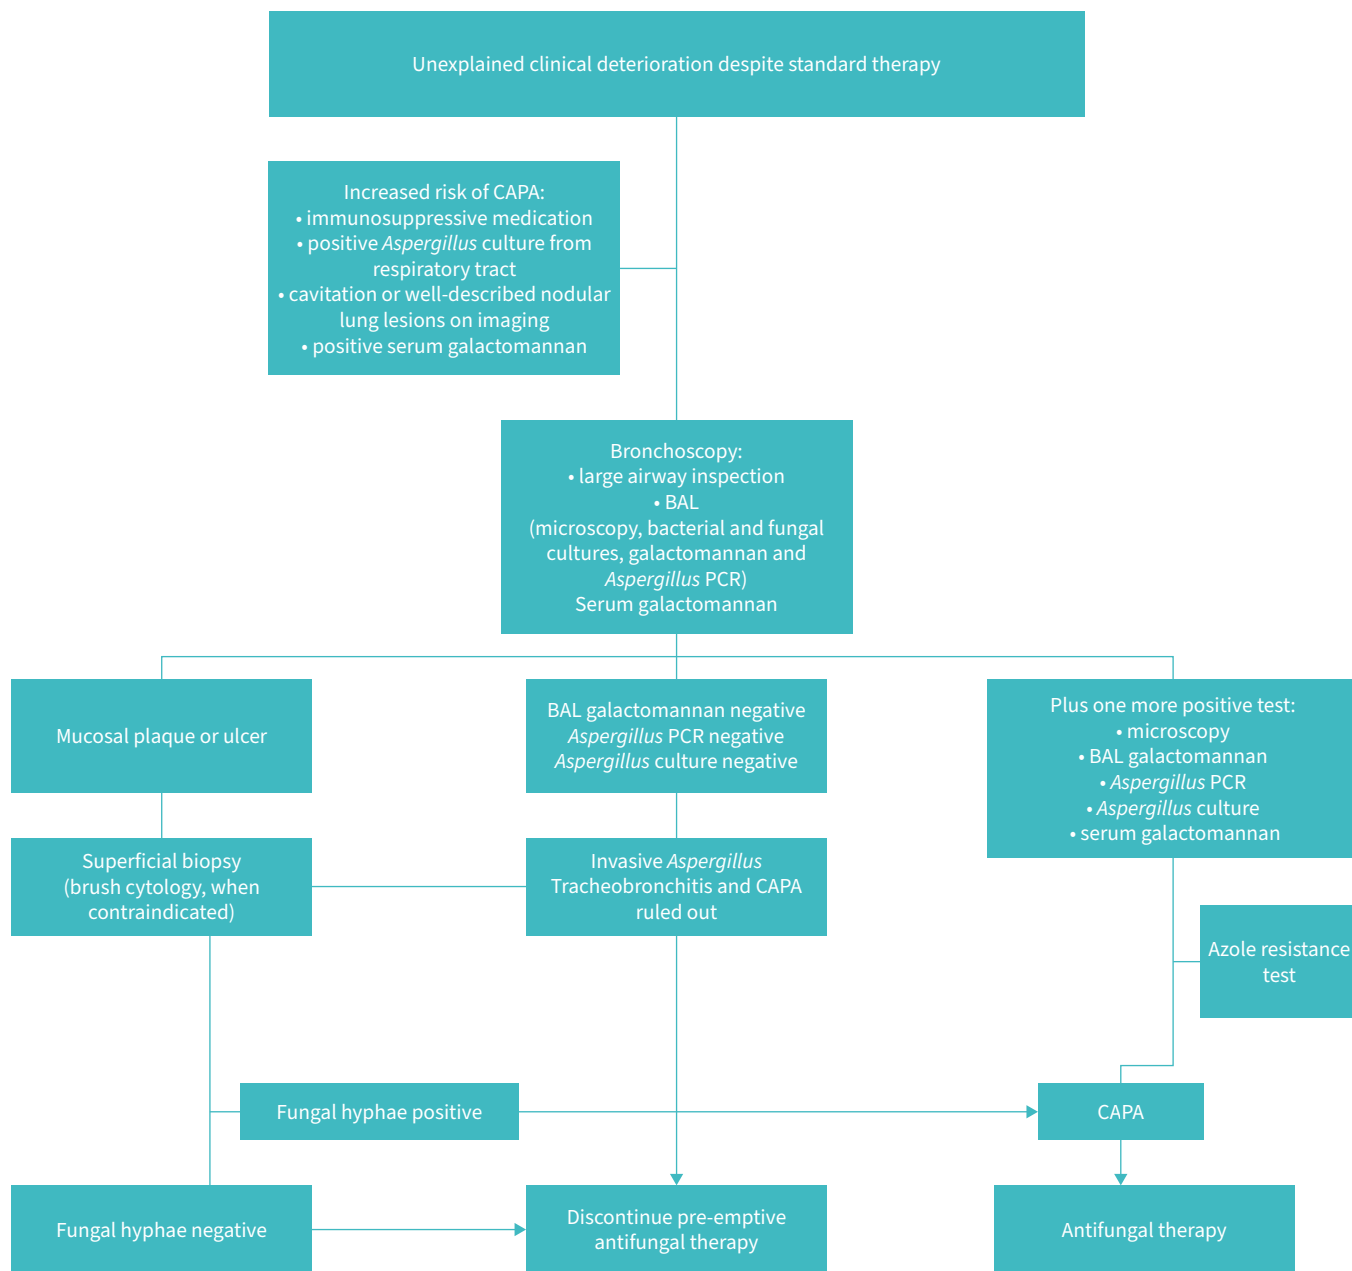 Unexplained clinical deterioration despite standard therapy
Increased risk of CAPA:
• immunosuppressive medication
• positive Aspergillus culture from
respiratory tract
• cavitation or well-described nodular
lung lesions on imaging
• positive serum galactomannan
Bronchoscopy:
• large airway inspection
• BAL
(microscopy, bacterial and fungal
cultures, galactomannan and
Aspergillus PCR)
Serum galactomannan
Mucosal plaque or ulcer
BAL galactomannan negative
Aspergillus PCR negative
Aspergillus culture negative
Plus one more positive test:
• microscopy
• BAL galactomannan
• Aspergillus PCR
• Aspergillus culture
• serum galactomannan
Superficial biopsy
(brush cytology, when
contraindicated)
Invasive Aspergillus
Tracheobronchitis and CAPA
ruled out
Azole resistance
test
Fungal hyphae positive
CAPA
Fungal hyphae negative
Discontinue pre-emptive
antifungal therapy
Antifungal therapy